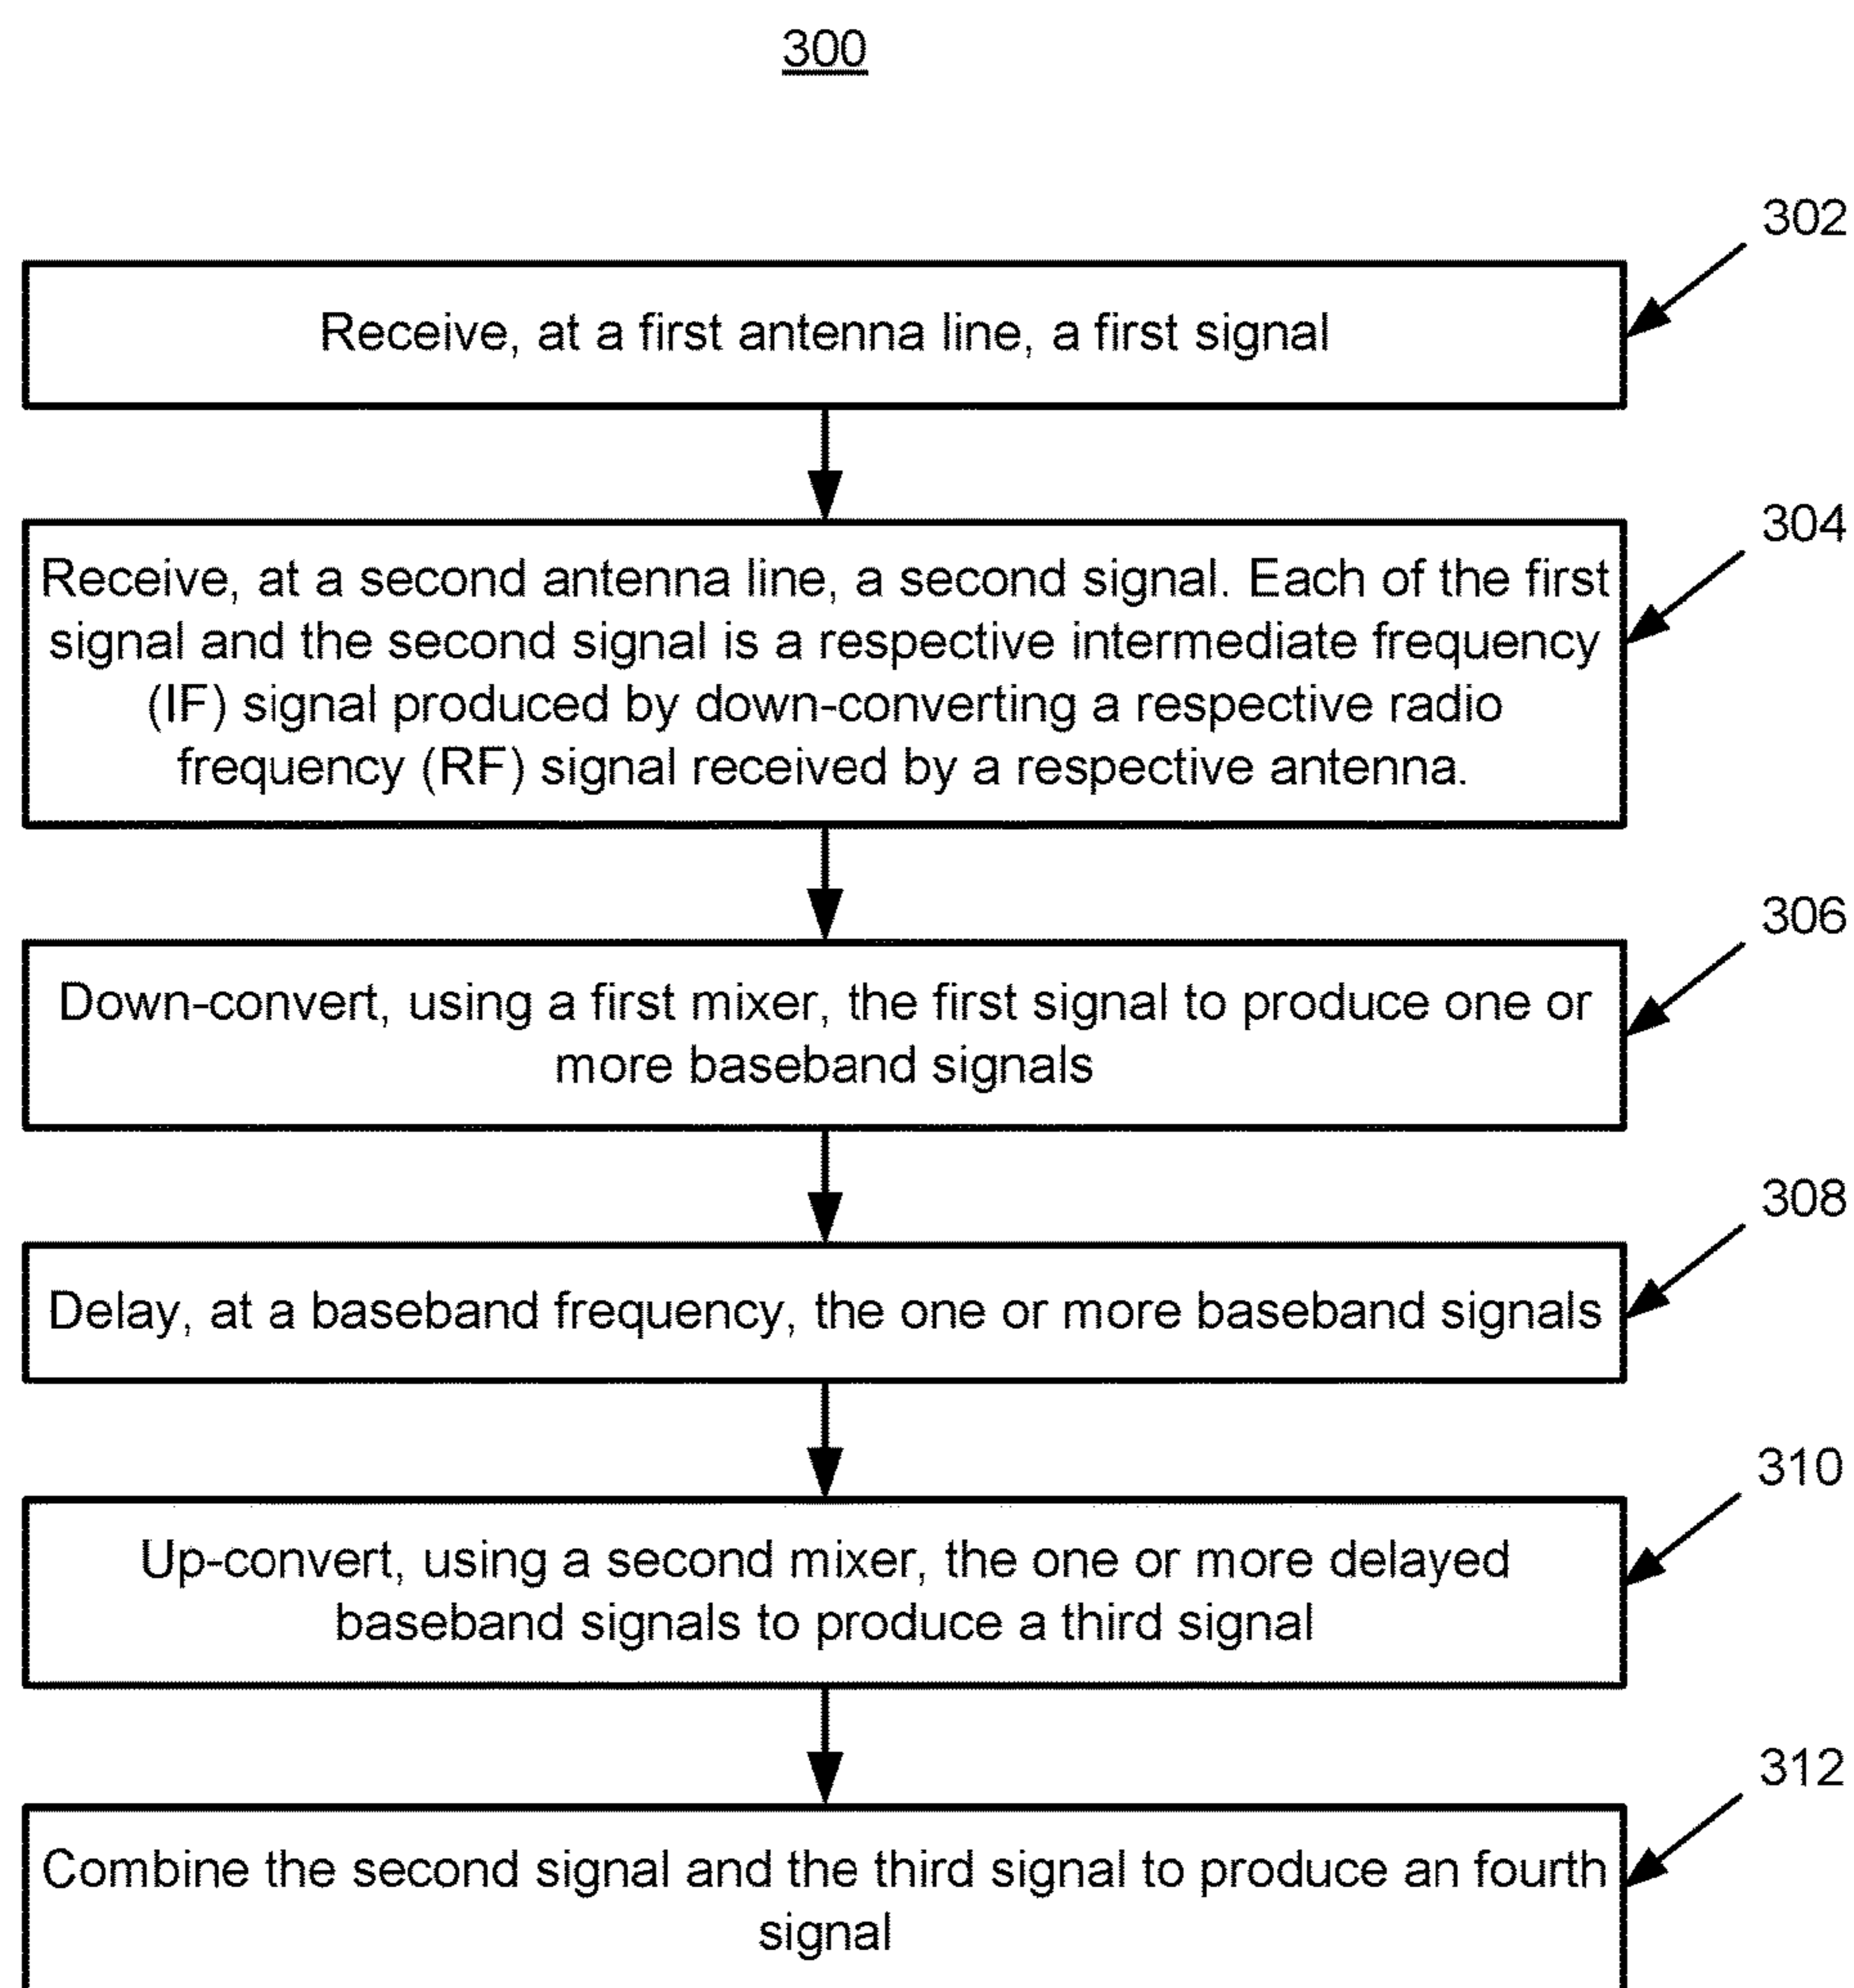 300
302
Receive, at a first antenna line, a first signal
304
Receive, at a second antenna line, a second signal. Each of the first
signal and the second signal is a respective intermediate frequency
(IF) signal produced by down-converting a respective radio
frequency (RF) signal received by a respective antenna.
306
Down-convert, using a first mixer, the first signal to produce one or
more baseband signals
308
Delay, at a baseband frequency, the one or more baseband signals
310
Up-convert, using a second mixer, the one or more delayed
baseband signals to produce a third signal
312
Combine the second signal and the third signal to produce an fourth
signal